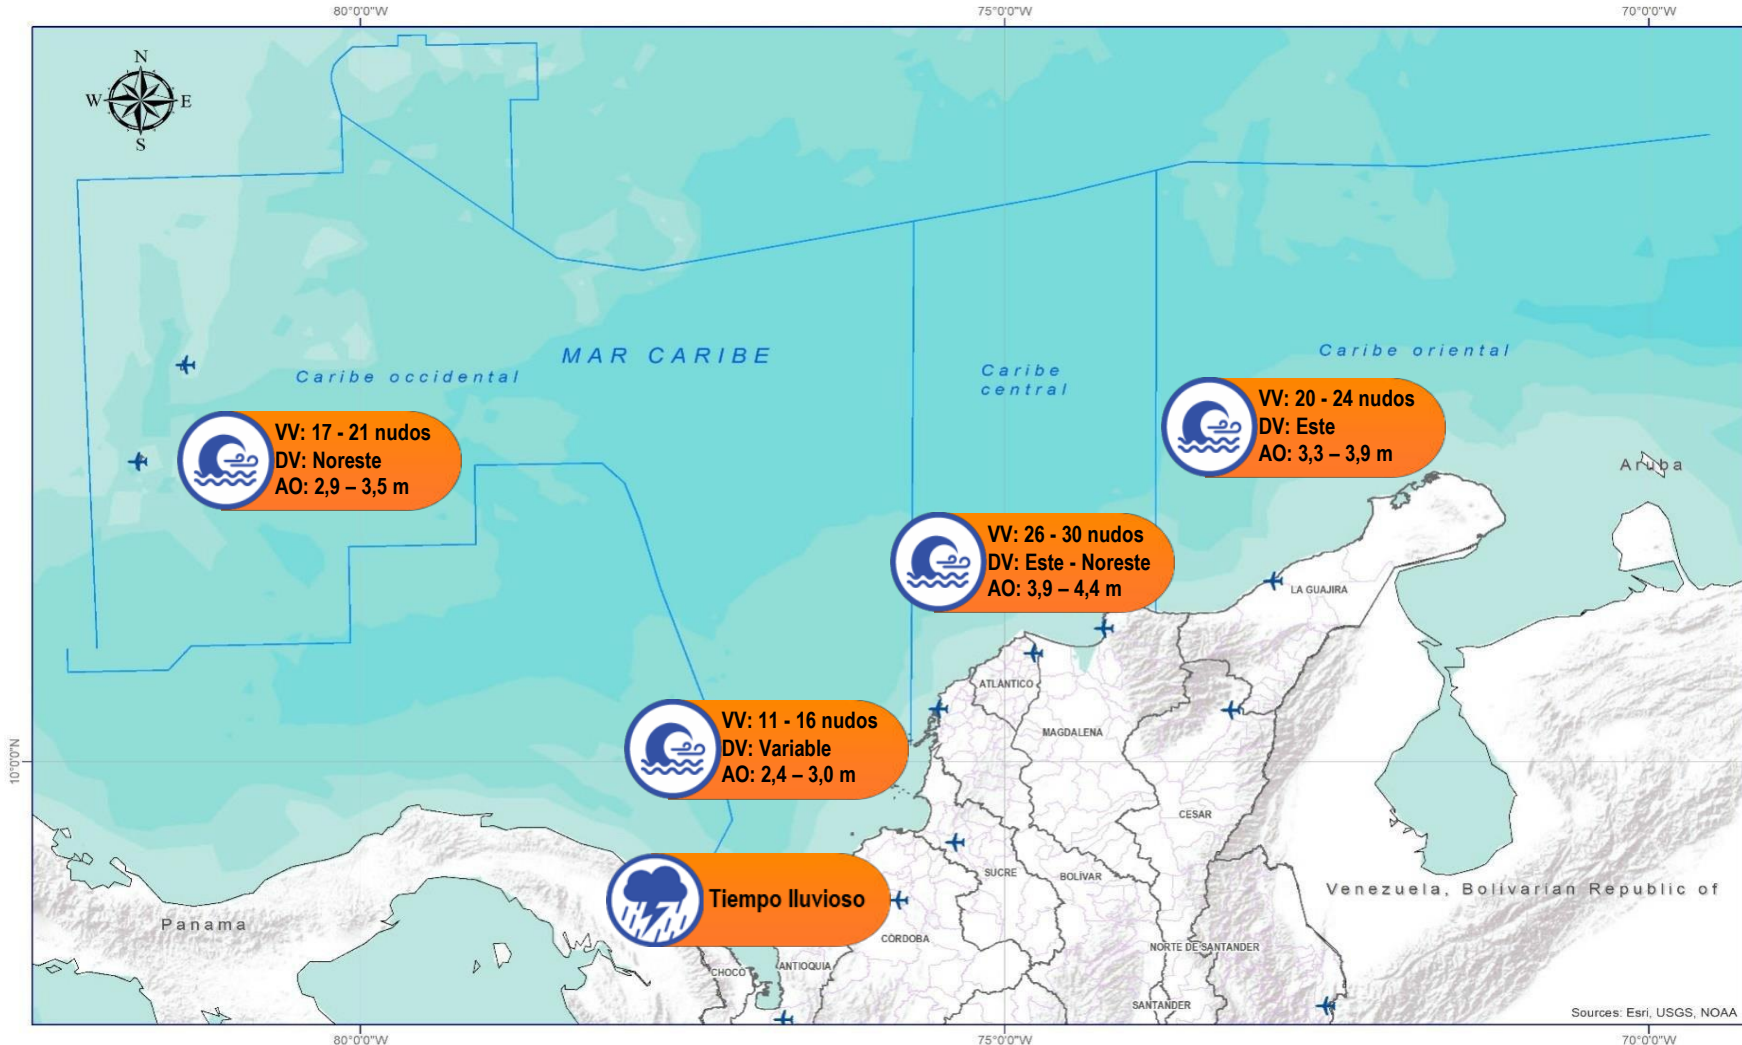 80°0'0"W
75°0'0"W
70°0'0"W
N
W
E
S
MAR CARIBE
Caribe occidental
Caribe
central
Caribe oriental
VV: 20 - 24 nudos
DV: Este
AO: 3,3 – 3,9 m
VV: 17 - 21 nudos
DV: Noreste
AO: 2,9 – 3,5 m
Aruba
VV: 26 - 30 nudos
DV: Este - Noreste
AO: 3,9 – 4,4 m
LA GUAJIRA
ATLÁNTICO
MAGDALENA
VV: 11 - 16 nudos
DV: Variable
AO: 2,4 – 3,0 m
10°0'0"N
CESAR
SUCRE
BOLÍVAR
Venezuela, Bolivarian Republic of
Tiempo lluvioso
Panama
CÓRDOBA
NORTE DE SANTANDER
CHOCÓ
ANTIOQUIA
SANTANDER
Sources: Esri, USGS, NOAA
80°0'0"W
75°0'0"W
70°0'0"W